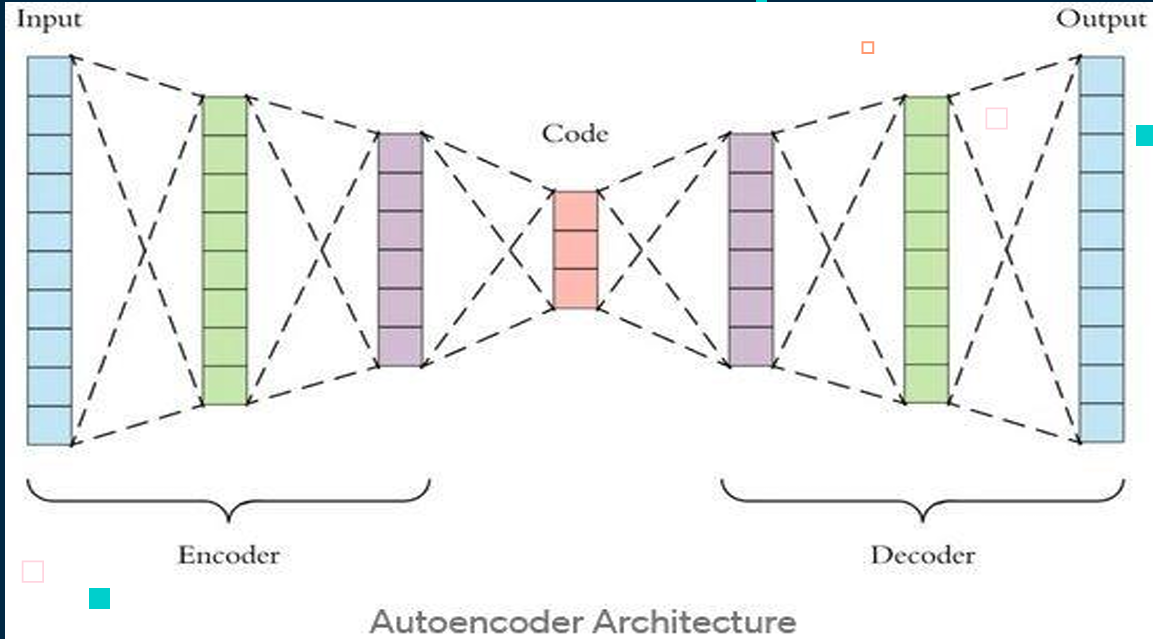 Input
Output
Code
Encoder
Decoder
Autoencoder Architecture